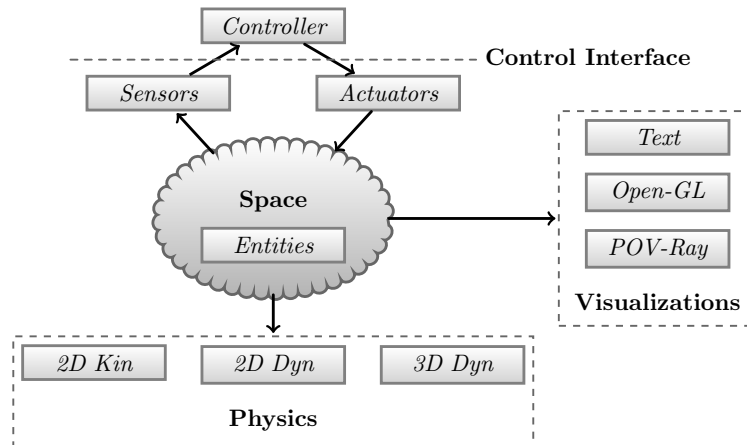 Controller
Control Interface
Sensors
Actuators
Space
Entities
Text
Open-GL
POV-Ray
Visualizations
2D Kin
2D Dyn
3D Dyn
Physics